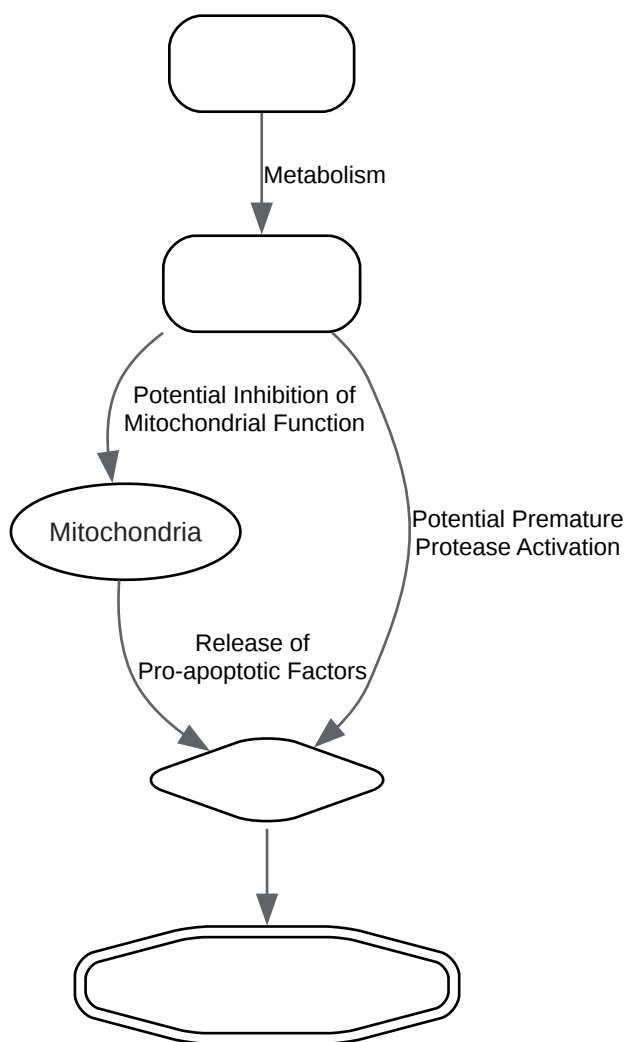 Metabolism
Potential Inhibition of
Mitochondrial Function
Mitochondria
Potential Premature
Protease Activation
Release of
Pro-apoptotic Factors